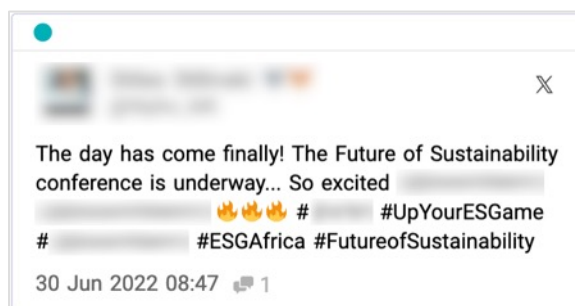 The day has come finally! The Future of Sustainability
conference is underway... So excited
🔥🔥🔥 # #UpYourESGame
# #ESGAfrica #FutureofSustainability
30 Jun 2022 08:47 1